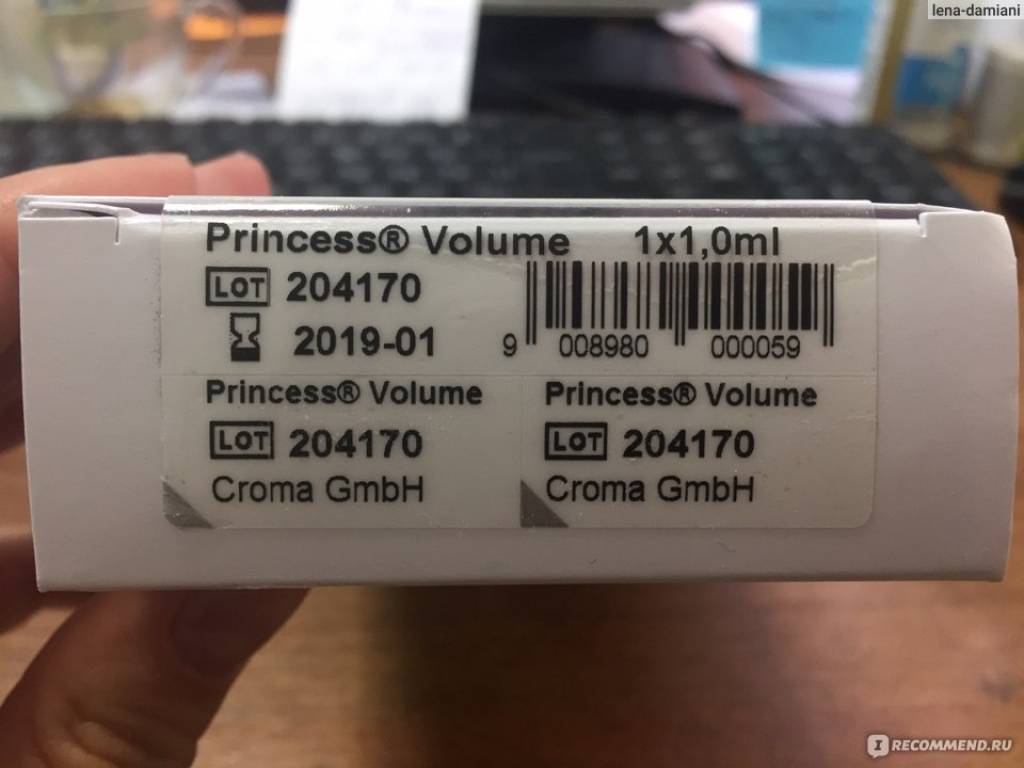 lena-damiani
Princess® Volume 1x1,0ml
LOT 204170
2019-01
9 008980 000059
Princess® Volume
LOT 204170
Croma GmbH
Princess® Volume
LOT 204170
Croma GmbH
I RECOMMEND.RU